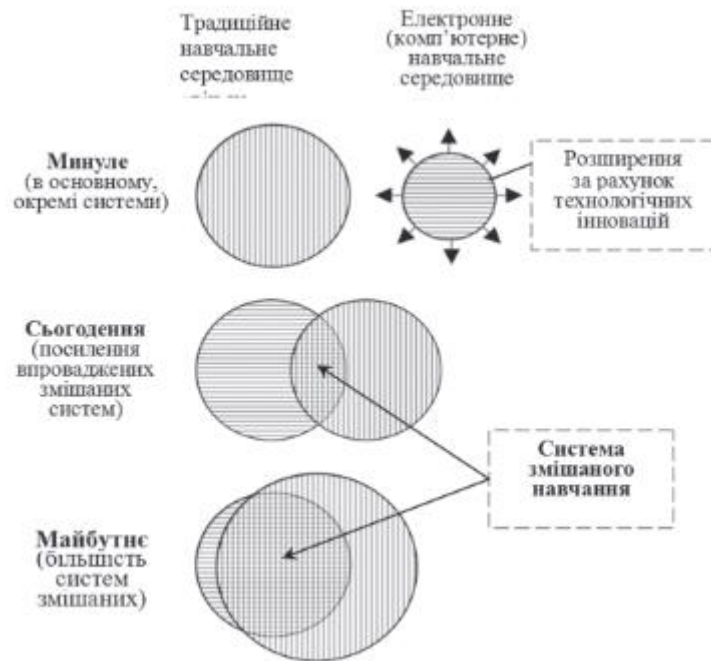 Традиційне
навчальне
середовище
Електронне
(комп’ютерне)
навчальне
середовище
Минуле
(в основному,
окремі системи)
Розширення
за рахунок
технологічних
інновацій
Сьогодення
(посилення
впроваджених
змішаних
систем)
Система
змішаного
навчання
Майбутнє
(більшість
систем
змішаних)